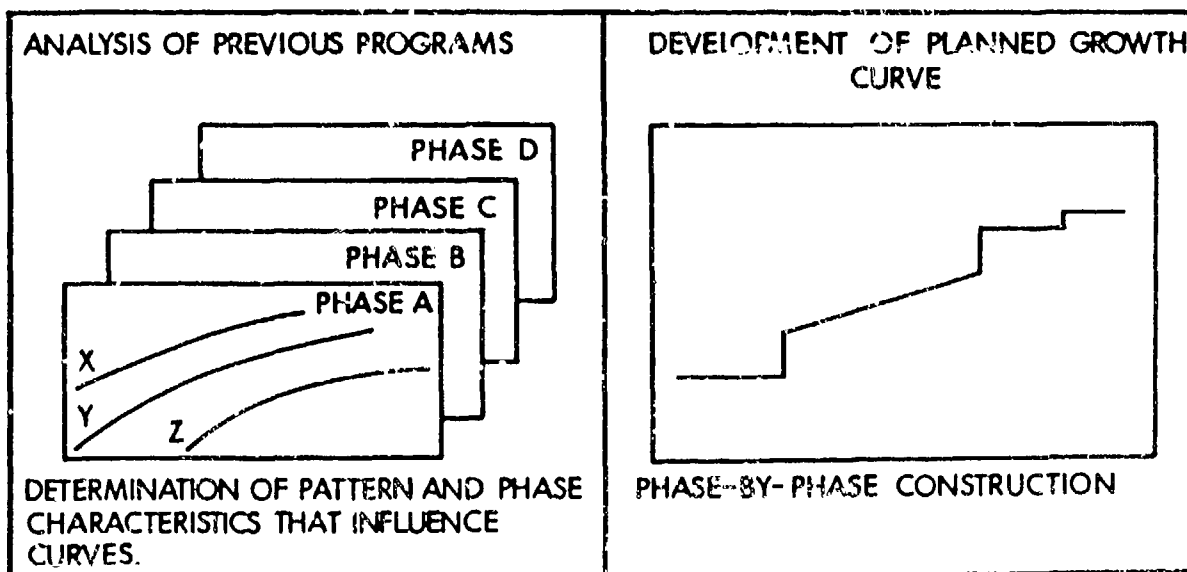 ANALYSIS OF PREVIOUS PROGRAMS
PHASE D
PHASE C
PHASE B
PHASE A
X
Y
Z
DETERMINATION OF PATTERN AND PHASE
CHARACTERISTICS THAT INFLUENCE
CURVES.
DEVELOPMENT OF PLANNED GROWTH
CURVE
PHASE-BY-PHASE CONSTRUCTION